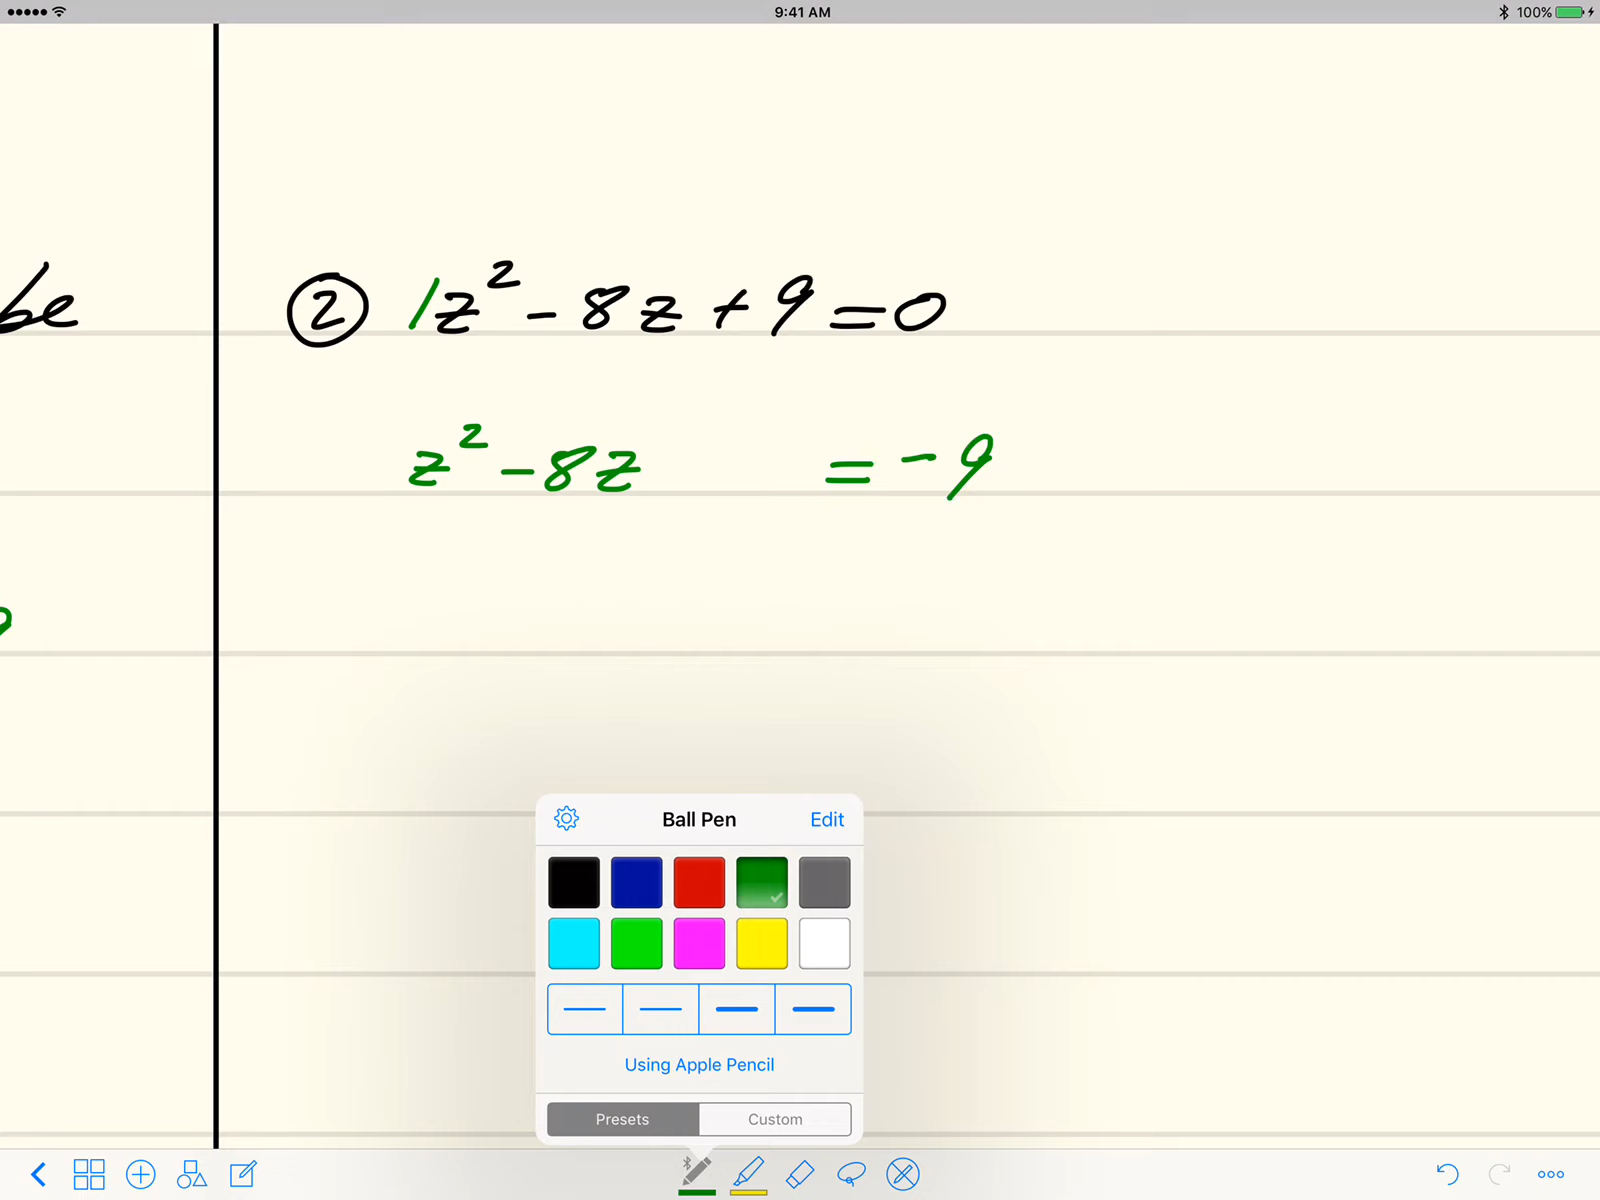 9:41 AM
100%
be
② 1z² - 8z + 9 = 0
z² - 8z = -9
Ball Pen
Edit
Using Apple Pencil
Presets
Custom